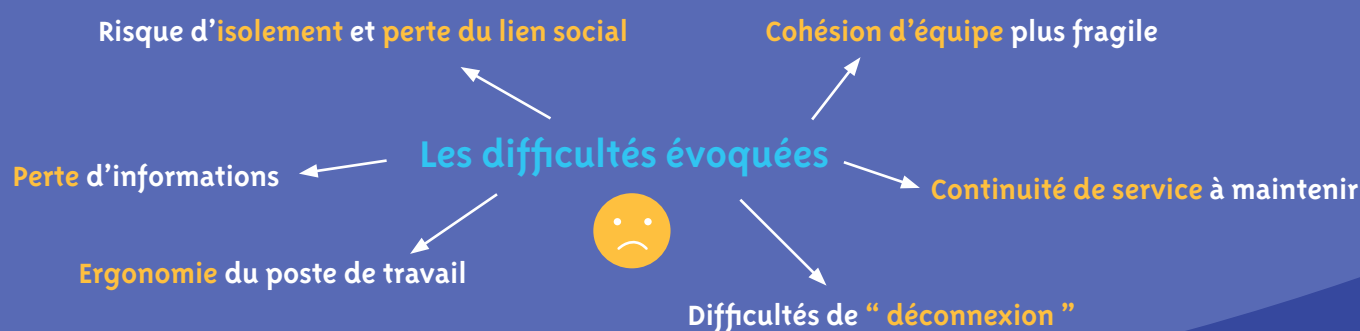 Risque d’isolement et perte du lien social
Cohésion d’équipe plus fragile
Les difficultés évoquées
Perte d’informations
Continuité de service à maintenir
Ergonomie du poste de travail
Difficultés de “ déconnexion ”